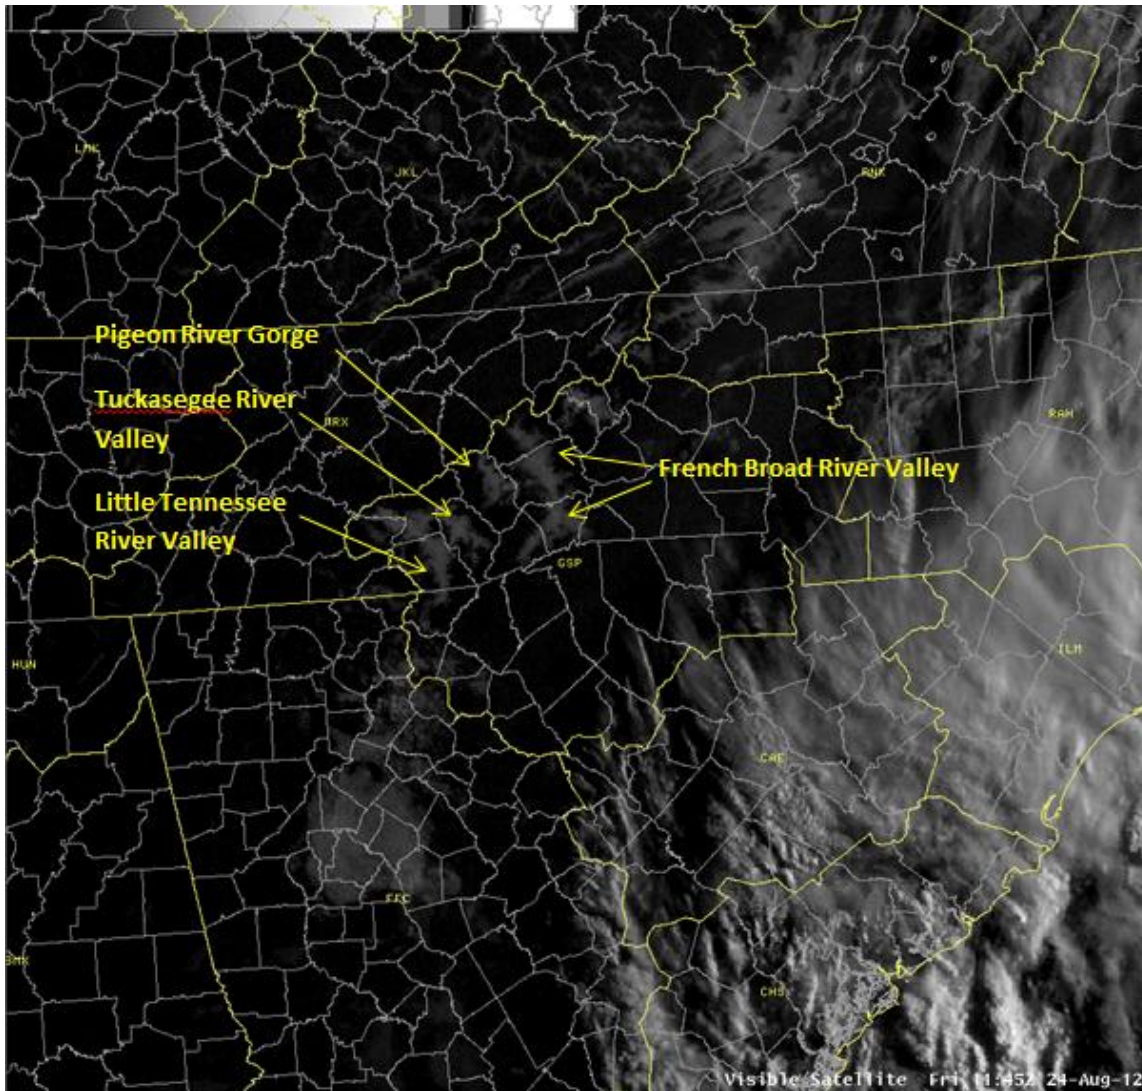 LMK
JKL
RNK
Pigeon River Gorge
Tuckasegee River
Valley
MRX
RAH
French Broad River Valley
Little Tennessee
River Valley
GSP
HUN
ILM
CAE
FFC
BMX
CHS
Visible Satellite Fri 11:45Z 24-Aug-12